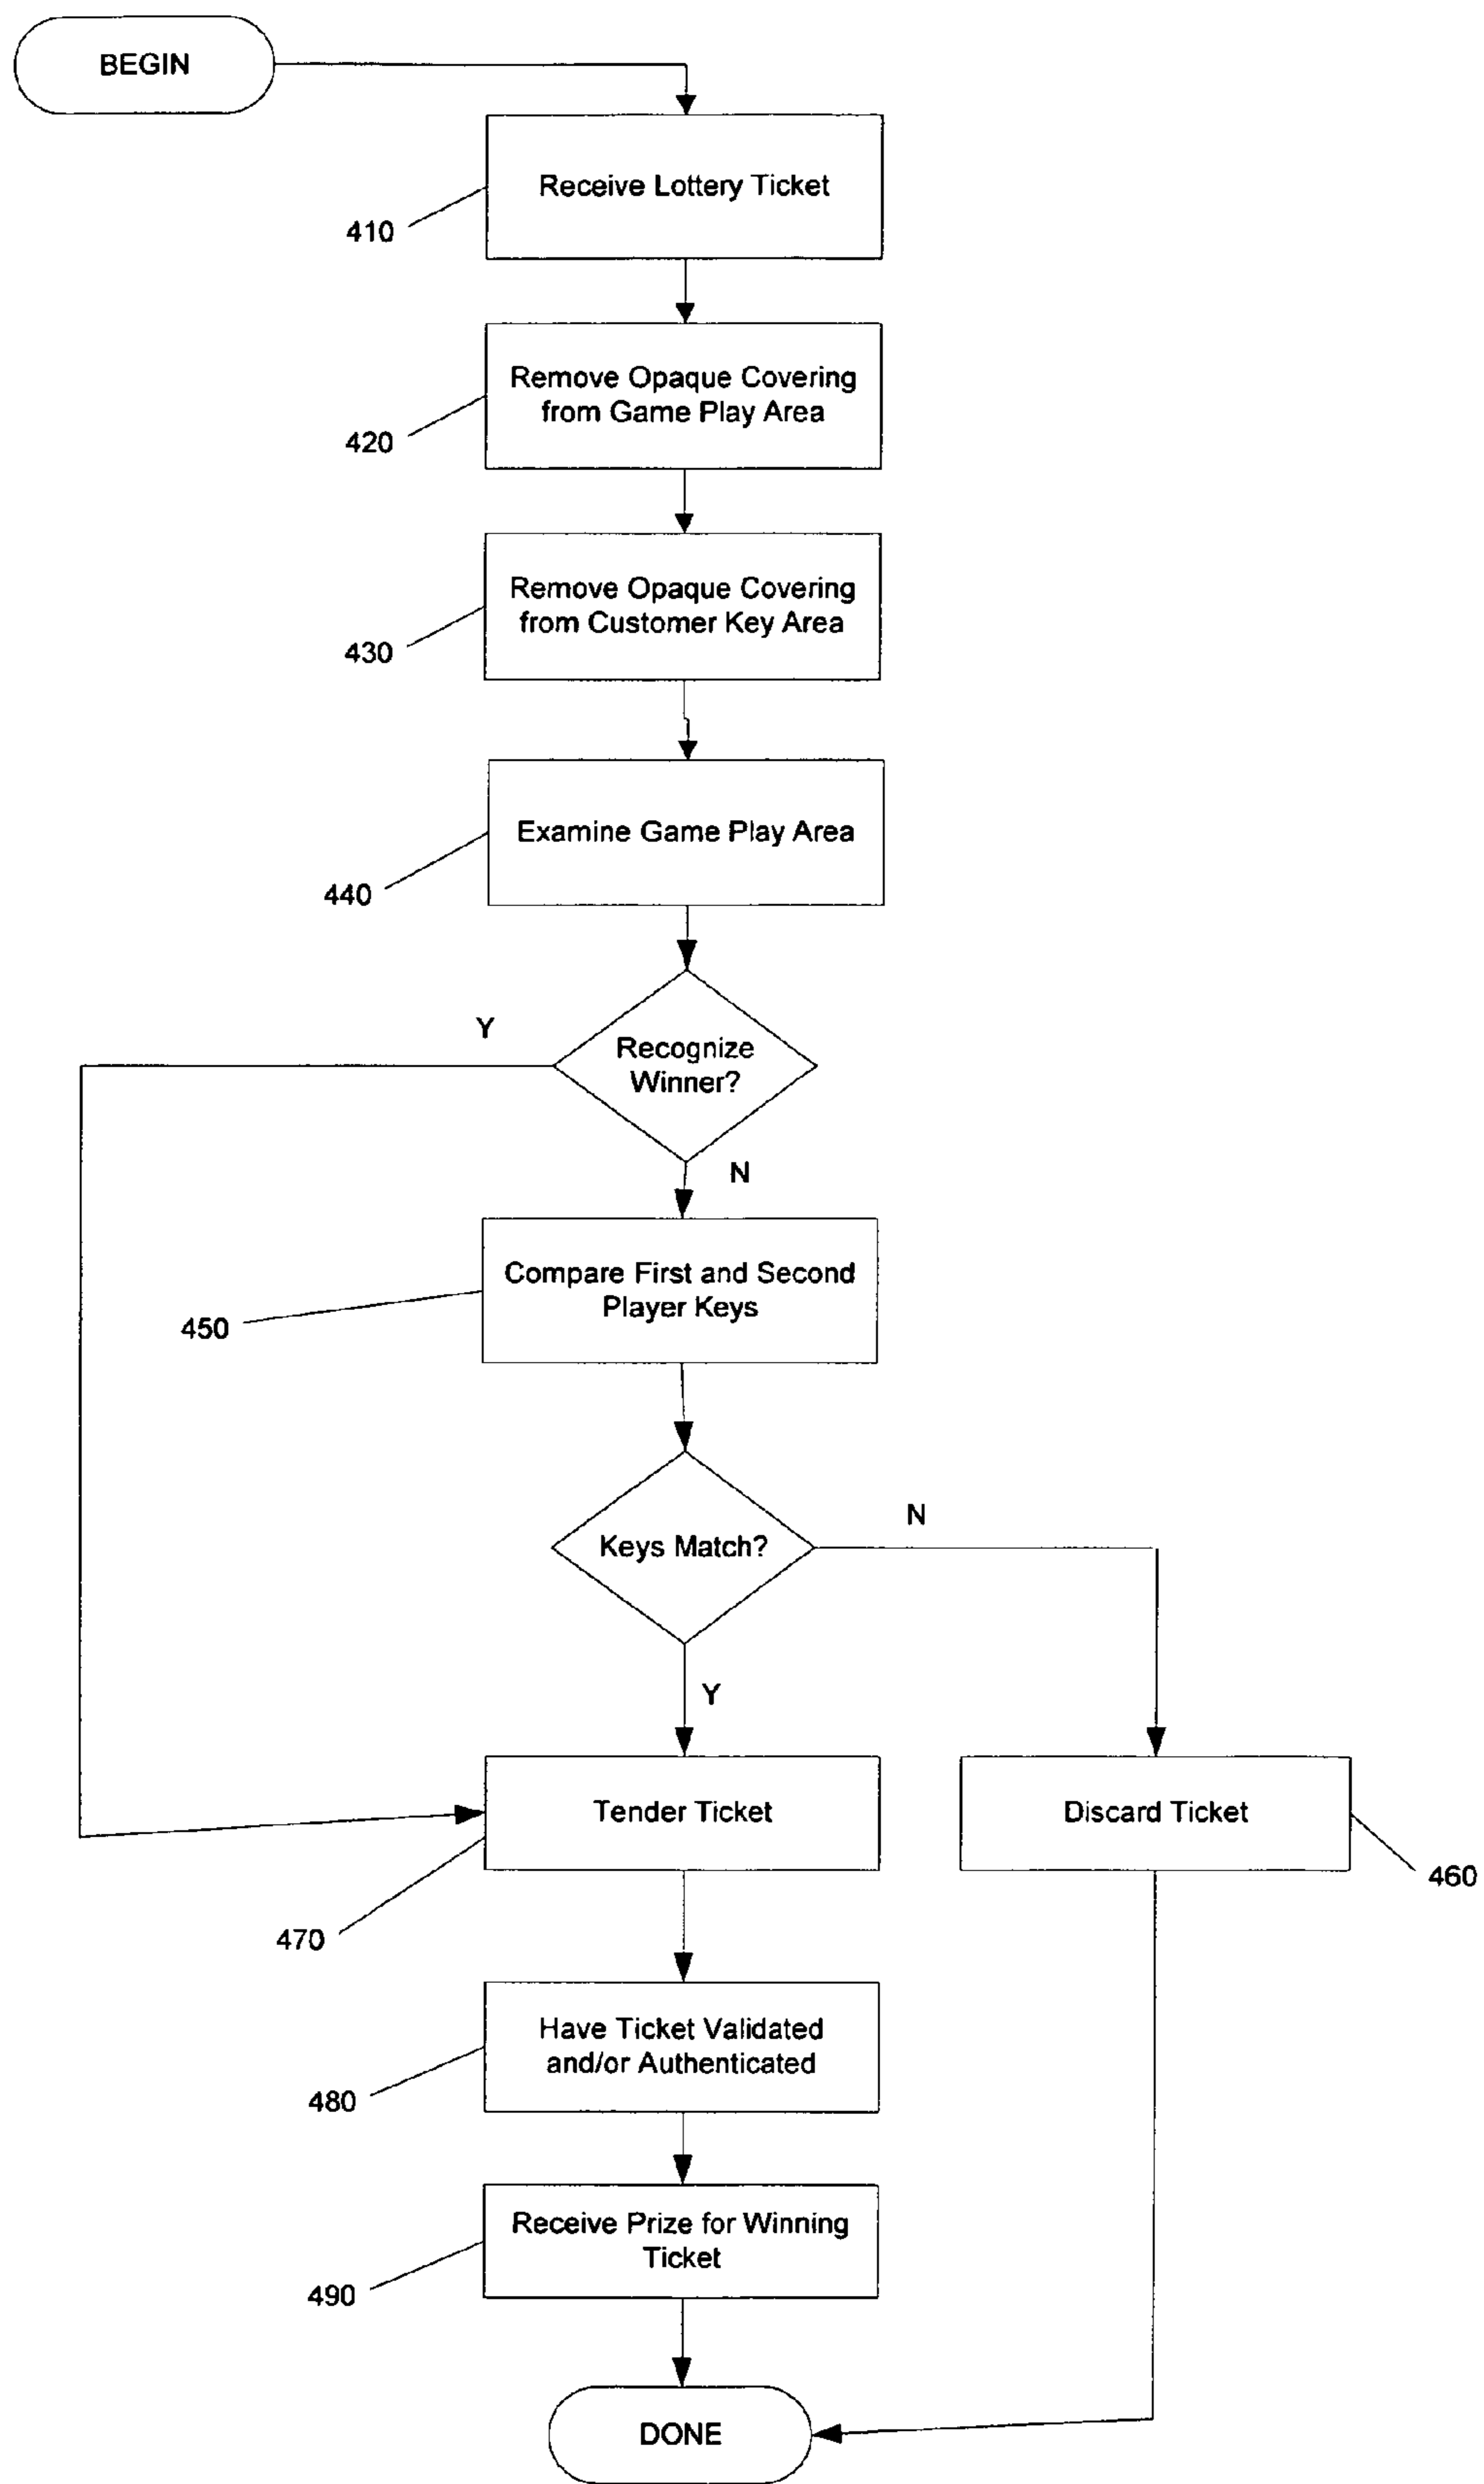 BEGIN
Receive Lottery Ticket
410
Remove Opaque Covering
from Game Play Area
420
Remove Opaque Covering
from Customer Key Area
430
Examine Game Play Area
440
Recognize
Winner?
Y
N
Compare First and Second
Player Keys
450
Keys Match?
N
Y
Tender Ticket
470
Discard Ticket
460
Have Ticket Validated
and/or Authenticated
480
Receive Prize for Winning
Ticket
490
DONE